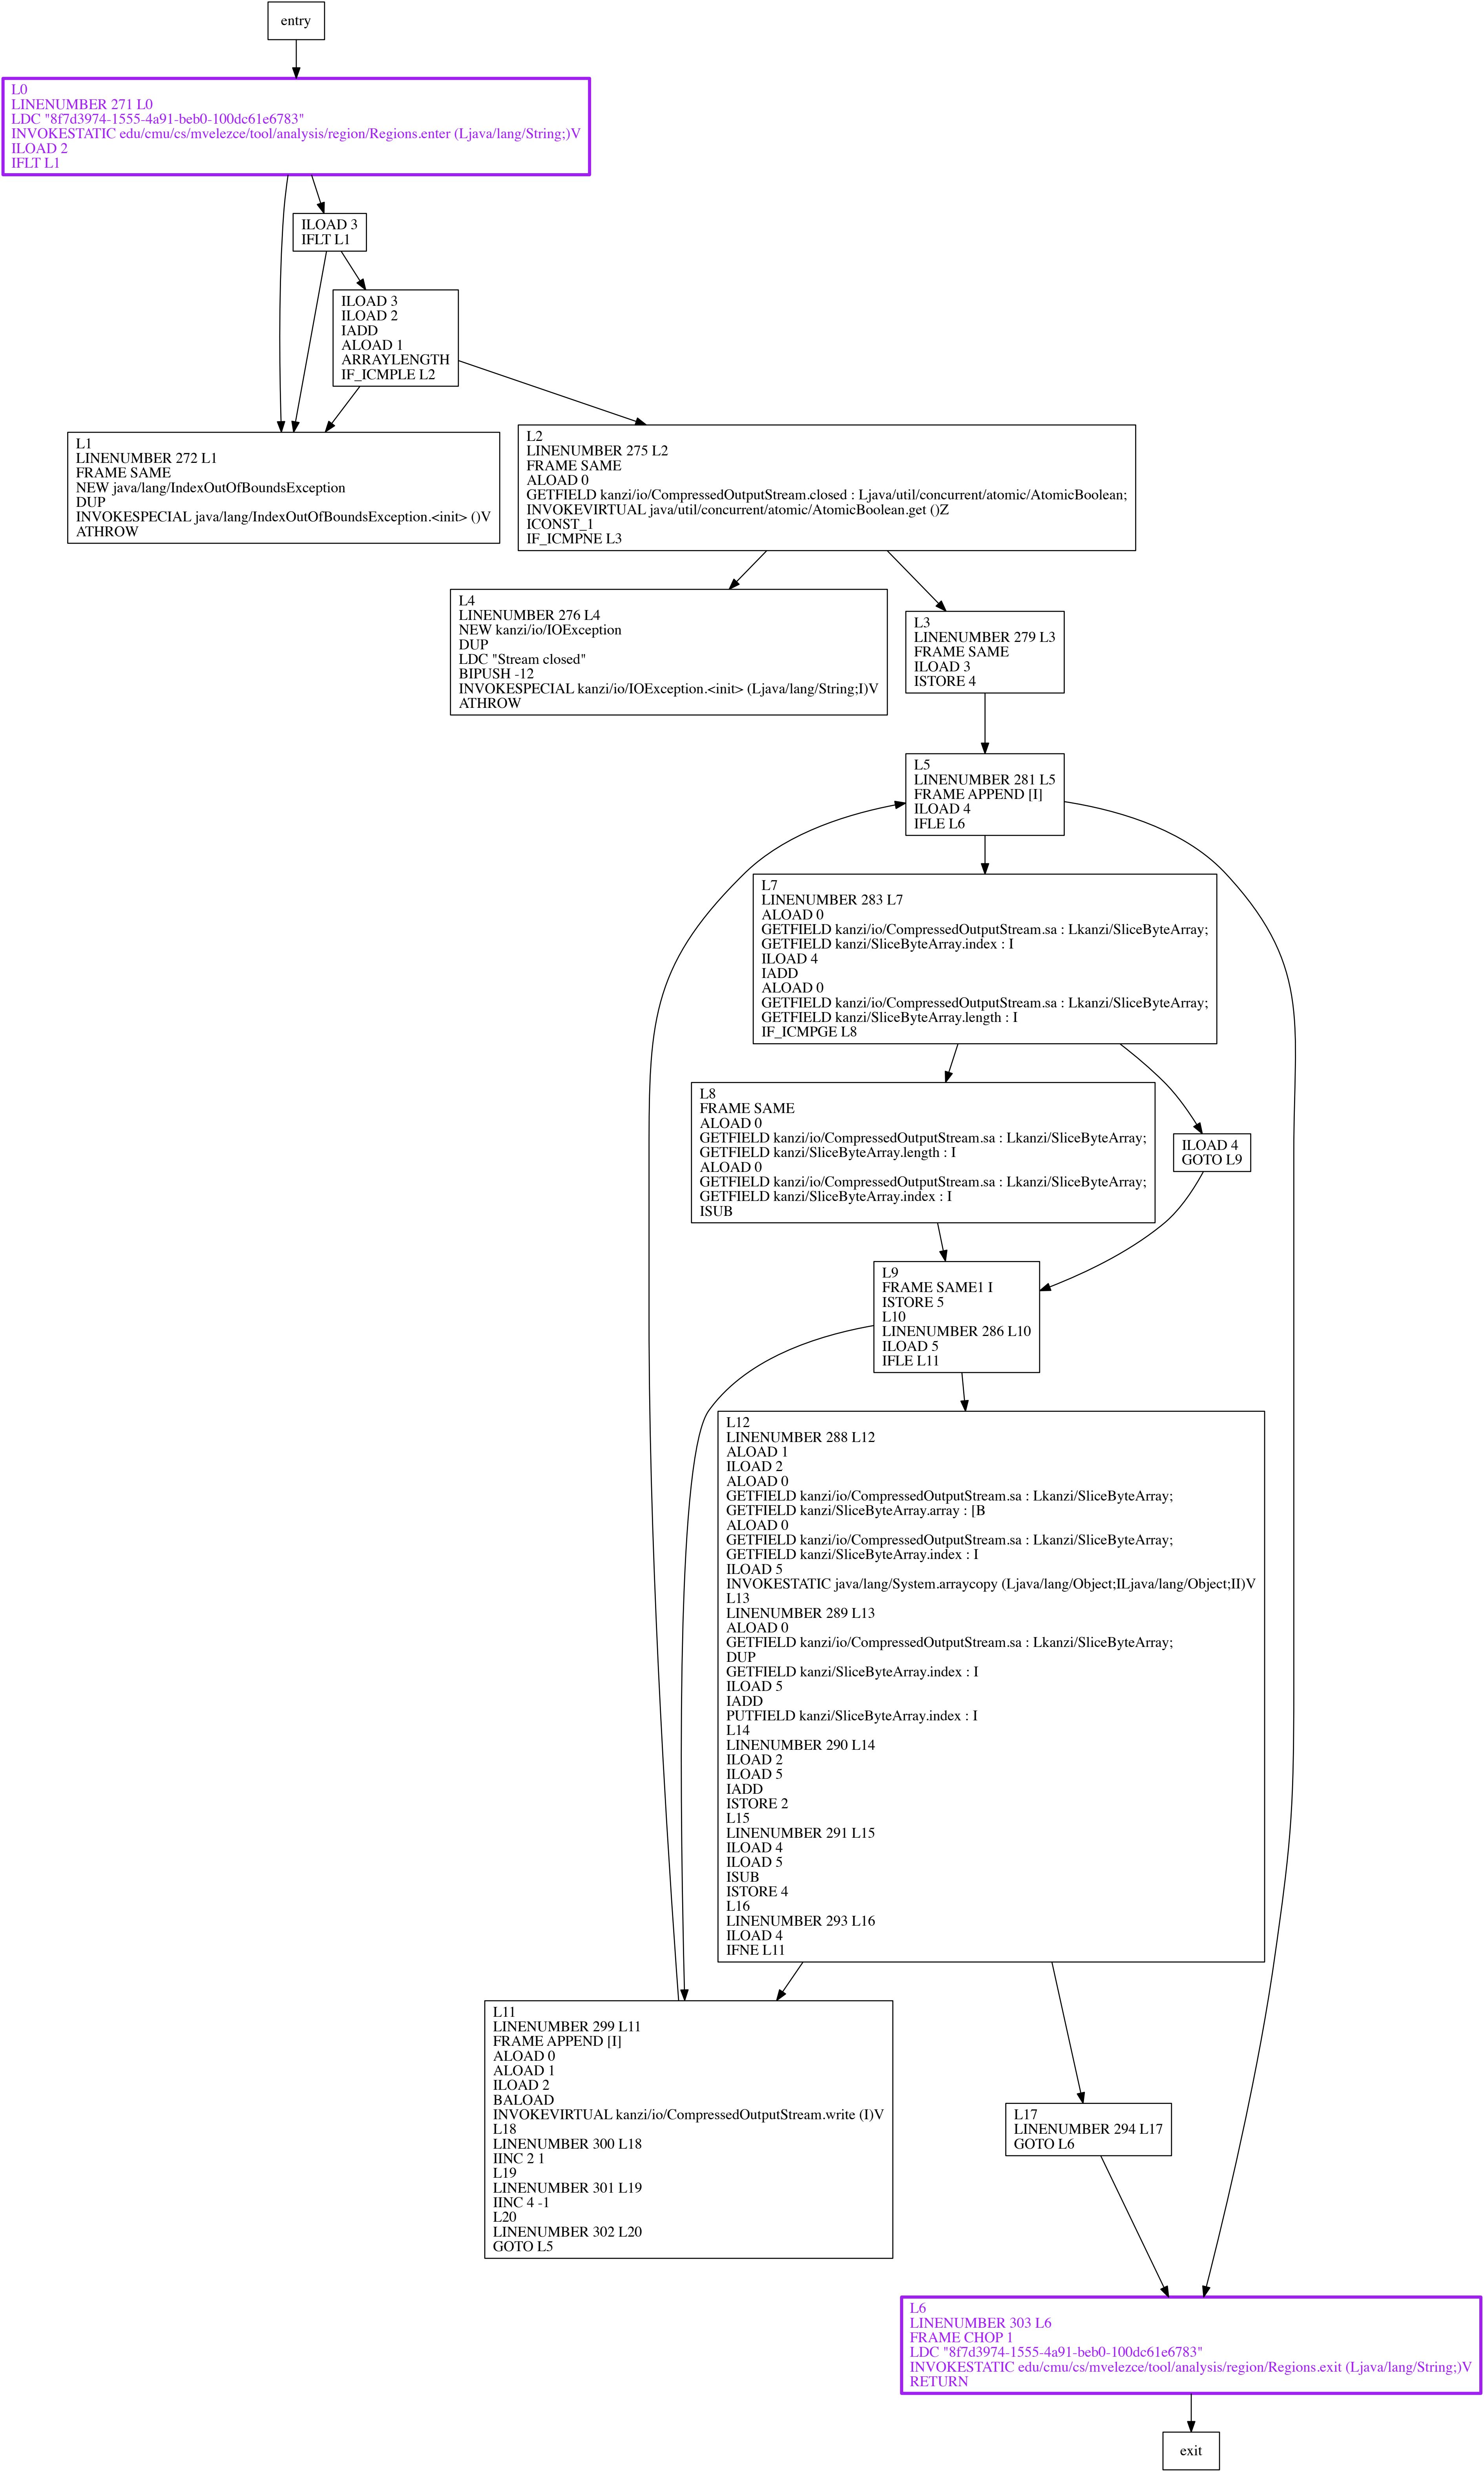 entry
L0
LINENUMBER 271 L0
LDC "8f7d3974-1555-4a91-beb0-100dc61e6783"
INVOKESTATIC edu/cmu/cs/mvelezce/tool/analysis/region/Regions.enter (Ljava/lang/String;)V
ILOAD 2
IFLT L1
ILOAD 3
IFLT L1
ILOAD 3
ILOAD 2
IADD
ALOAD 1
ARRAYLENGTH
IF_ICMPLE L2
L1
LINENUMBER 272 L1
FRAME SAME
NEW java/lang/IndexOutOfBoundsException
DUP
INVOKESPECIAL java/lang/IndexOutOfBoundsException.<init> ()V
ATHROW
L2
LINENUMBER 275 L2
FRAME SAME
ALOAD 0
GETFIELD kanzi/io/CompressedOutputStream.closed : Ljava/util/concurrent/atomic/AtomicBoolean;
INVOKEVIRTUAL java/util/concurrent/atomic/AtomicBoolean.get ()Z
ICONST_1
IF_ICMPNE L3
L4
LINENUMBER 276 L4
NEW kanzi/io/IOException
DUP
LDC "Stream closed"
BIPUSH -12
INVOKESPECIAL kanzi/io/IOException.<init> (Ljava/lang/String;I)V
ATHROW
L3
LINENUMBER 279 L3
FRAME SAME
ILOAD 3
ISTORE 4
L5
LINENUMBER 281 L5
FRAME APPEND [I]
ILOAD 4
IFLE L6
L7
LINENUMBER 283 L7
ALOAD 0
GETFIELD kanzi/io/CompressedOutputStream.sa : Lkanzi/SliceByteArray;
GETFIELD kanzi/SliceByteArray.index : I
ILOAD 4
IADD
ALOAD 0
GETFIELD kanzi/io/CompressedOutputStream.sa : Lkanzi/SliceByteArray;
GETFIELD kanzi/SliceByteArray.length : I
IF_ICMPGE L8
L8
FRAME SAME
ALOAD 0
GETFIELD kanzi/io/CompressedOutputStream.sa : Lkanzi/SliceByteArray;
GETFIELD kanzi/SliceByteArray.length : I
ALOAD 0
GETFIELD kanzi/io/CompressedOutputStream.sa : Lkanzi/SliceByteArray;
GETFIELD kanzi/SliceByteArray.index : I
ISUB
ILOAD 4
GOTO L9
L9
FRAME SAME1 I
ISTORE 5
L10
LINENUMBER 286 L10
ILOAD 5
IFLE L11
L12
LINENUMBER 288 L12
ALOAD 1
ILOAD 2
ALOAD 0
GETFIELD kanzi/io/CompressedOutputStream.sa : Lkanzi/SliceByteArray;
GETFIELD kanzi/SliceByteArray.array : [B
ALOAD 0
GETFIELD kanzi/io/CompressedOutputStream.sa : Lkanzi/SliceByteArray;
GETFIELD kanzi/SliceByteArray.index : I
ILOAD 5
INVOKESTATIC java/lang/System.arraycopy (Ljava/lang/Object;ILjava/lang/Object;II)V
L13
LINENUMBER 289 L13
ALOAD 0
GETFIELD kanzi/io/CompressedOutputStream.sa : Lkanzi/SliceByteArray;
DUP
GETFIELD kanzi/SliceByteArray.index : I
ILOAD 5
IADD
PUTFIELD kanzi/SliceByteArray.index : I
L14
LINENUMBER 290 L14
ILOAD 2
ILOAD 5
IADD
ISTORE 2
L15
LINENUMBER 291 L15
ILOAD 4
ILOAD 5
ISUB
ISTORE 4
L16
LINENUMBER 293 L16
ILOAD 4
IFNE L11
L11
LINENUMBER 299 L11
FRAME APPEND [I]
ALOAD 0
ALOAD 1
ILOAD 2
BALOAD
INVOKEVIRTUAL kanzi/io/CompressedOutputStream.write (I)V
L18
LINENUMBER 300 L18
IINC 2 1
L19
LINENUMBER 301 L19
IINC 4 -1
L20
LINENUMBER 302 L20
GOTO L5
L17
LINENUMBER 294 L17
GOTO L6
L6
LINENUMBER 303 L6
FRAME CHOP 1
LDC "8f7d3974-1555-4a91-beb0-100dc61e6783"
INVOKESTATIC edu/cmu/cs/mvelezce/tool/analysis/region/Regions.exit (Ljava/lang/String;)V
RETURN
exit